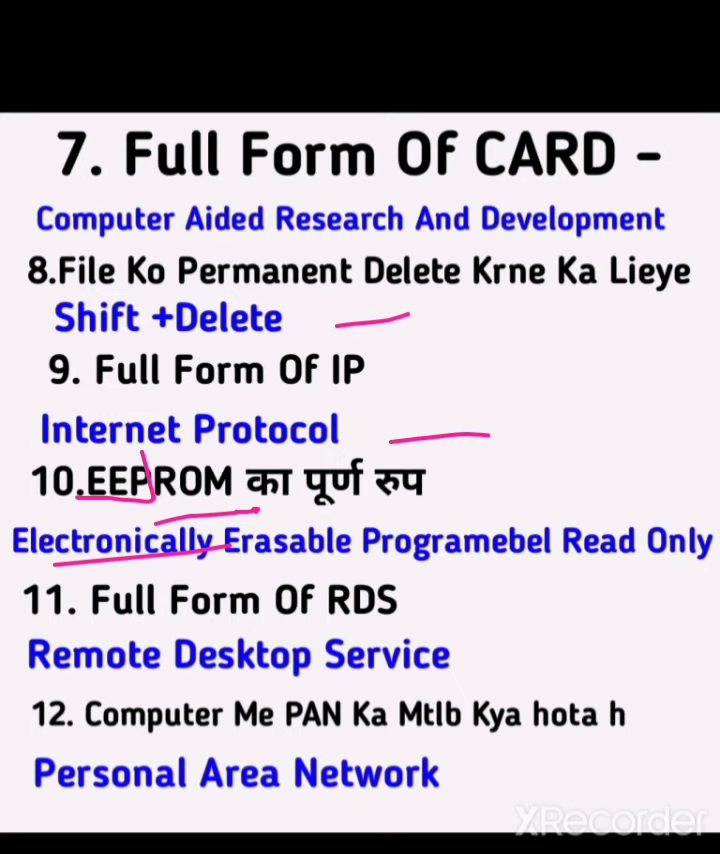 7. Full Form Of CARD -
Computer Aided Research And Development
8.File Ko Permanent Delete Krne Ka Lieye
Shift +Delete
9. Full Form Of IP
Internet Protocol
10.EEPROM का पूर्ण रुप
Electronically Erasable Programebel Read Only
11. Full Form Of RDS
Remote Desktop Service
12. Computer Me PAN Ka Mtlb Kya hota h
Personal Area Network
XRecorder